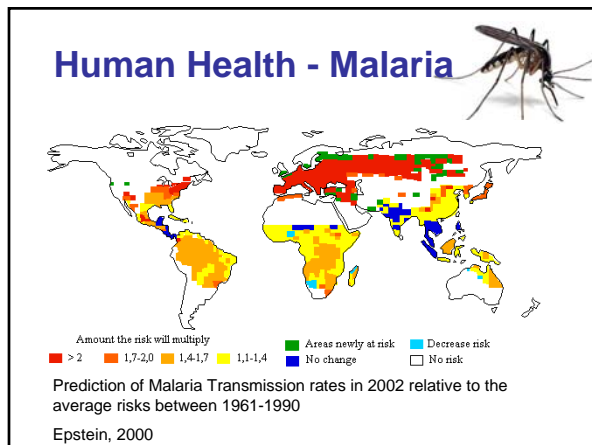 Human Health - Malaria
Amount the risk will multiply
> 2
1,7-2,0
1,4-1,7
1,1-1,4
Areas newly at risk
Decrease risk
No change
No risk
Prediction of Malaria Transmission rates in 2002 relative to the
average risks between 1961-1990
Epstein, 2000